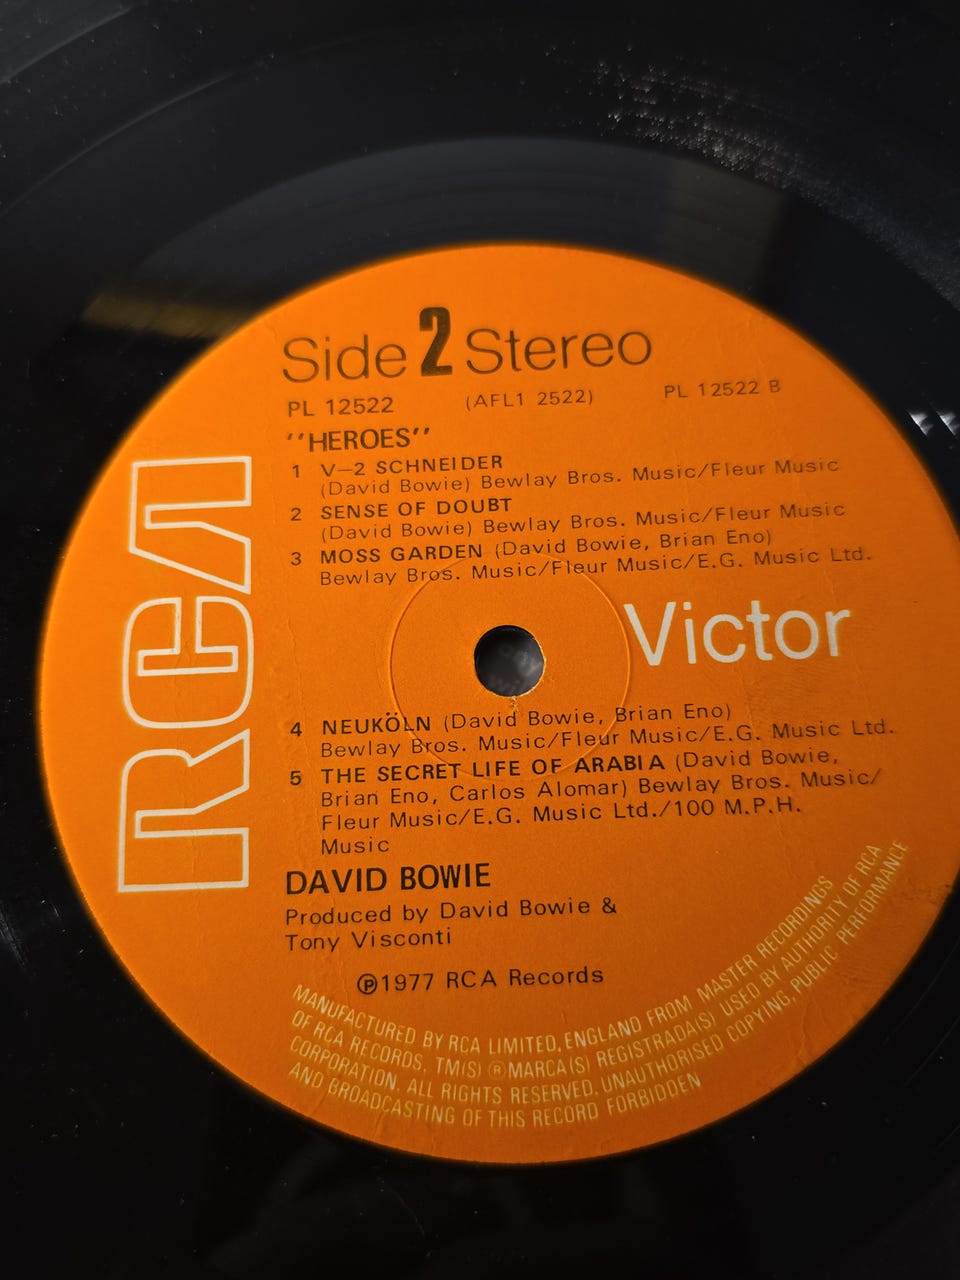 Side 2 Stereo
PL 12522 (AFL1 2522) PL 12522 B
''HEROES''
1 V–2 SCHNEIDER
(David Bowie) Bewlay Bros. Music/Fleur Music
2 SENSE OF DOUBT
(David Bowie) Bewlay Bros. Music/Fleur Music
3 MOSS GARDEN (David Bowie, Brian Eno)
Bewlay Bros. Music/Fleur Music/E.G. Music Ltd.
RCA
Victor
4 NEUKÖLN (David Bowie, Brian Eno)
Bewlay Bros. Music/Fleur Music/E.G. Music Ltd.
5 THE SECRET LIFE OF ARABIA (David Bowie,
Brian Eno, Carlos Alomar) Bewlay Bros. Music/
Fleur Music/E.G. Music Ltd./100 M.P.H.
Music
DAVID BOWIE
Produced by David Bowie &
Tony Visconti
℗1977 RCA Records
MANUFACTURED BY RCA LIMITED, ENGLAND FROM MASTER RECORDINGS
OF RCA RECORDS. TM(S) ® MARCA(S) REGISTRADA(S) USED BY AUTHORITY OF RCA
CORPORATION. ALL RIGHTS RESERVED. UNAUTHORISED COPYING, PUBLIC PERFORMANCE
AND BROADCASTING OF THIS RECORD FORBIDDEN